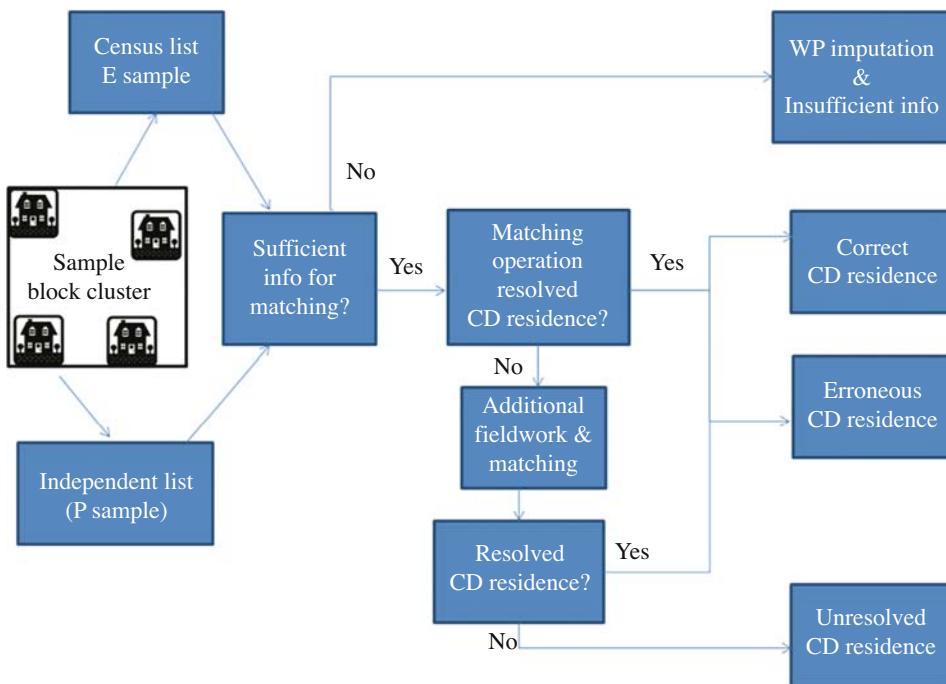 Census list
E sample
WP imputation
&
Insufficient info
No
Sample
block cluster
Sufficient
info for
matching?
Yes
Matching
operation
resolved
CD residence?
Yes
Correct
CD residence
No
Additional
fieldwork &
matching
Erroneous
CD residence
Independent list
(P sample)
Resolved
CD residence?
Yes
No
Unresolved
CD residence